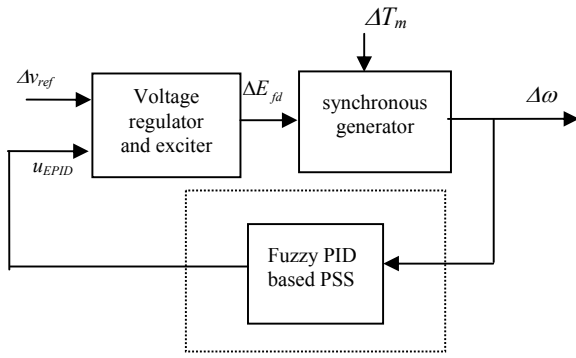 ΔT_m
Δv_ref
Voltage
regulator
and exciter
ΔE_fd
synchronous
generator
Δω
u_EPID
Fuzzy PID
based PSS